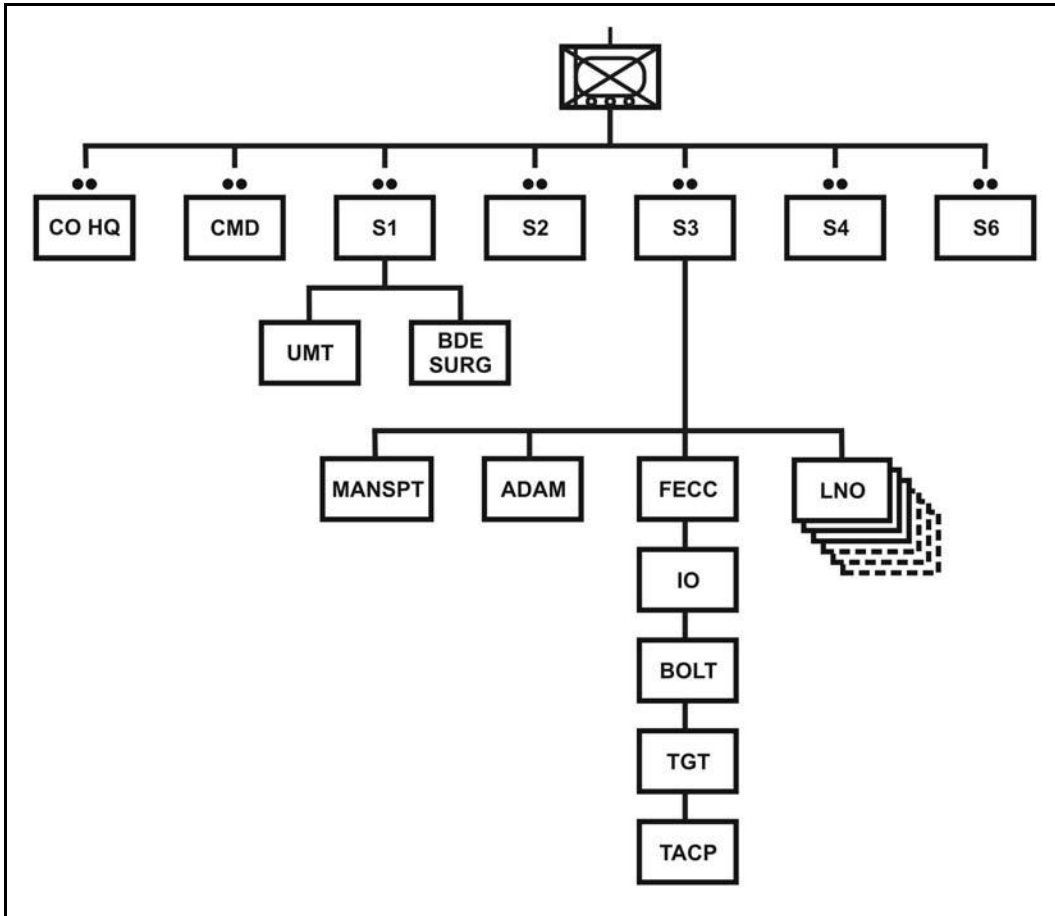 CO HQ
CMD
S1
S2
S3
S4
S6
UMT
BDE
SURG
MANSPT
ADAM
FECC
LNO
IO
BOLT
TGT
TACP